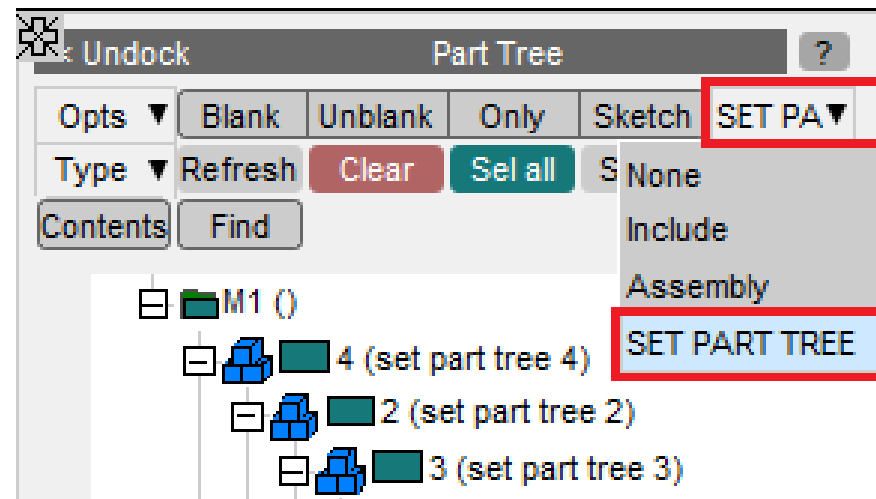 < Undock Part Tree ?
Opts ▼ Blank Unblank Only Sketch SET PA▼
Type ▼ Refresh Clear Sel all S
None
Contents Find
Include
Assembly
SET PART TREE
M1 ()
4 (set part tree 4)
2 (set part tree 2)
3 (set part tree 3)